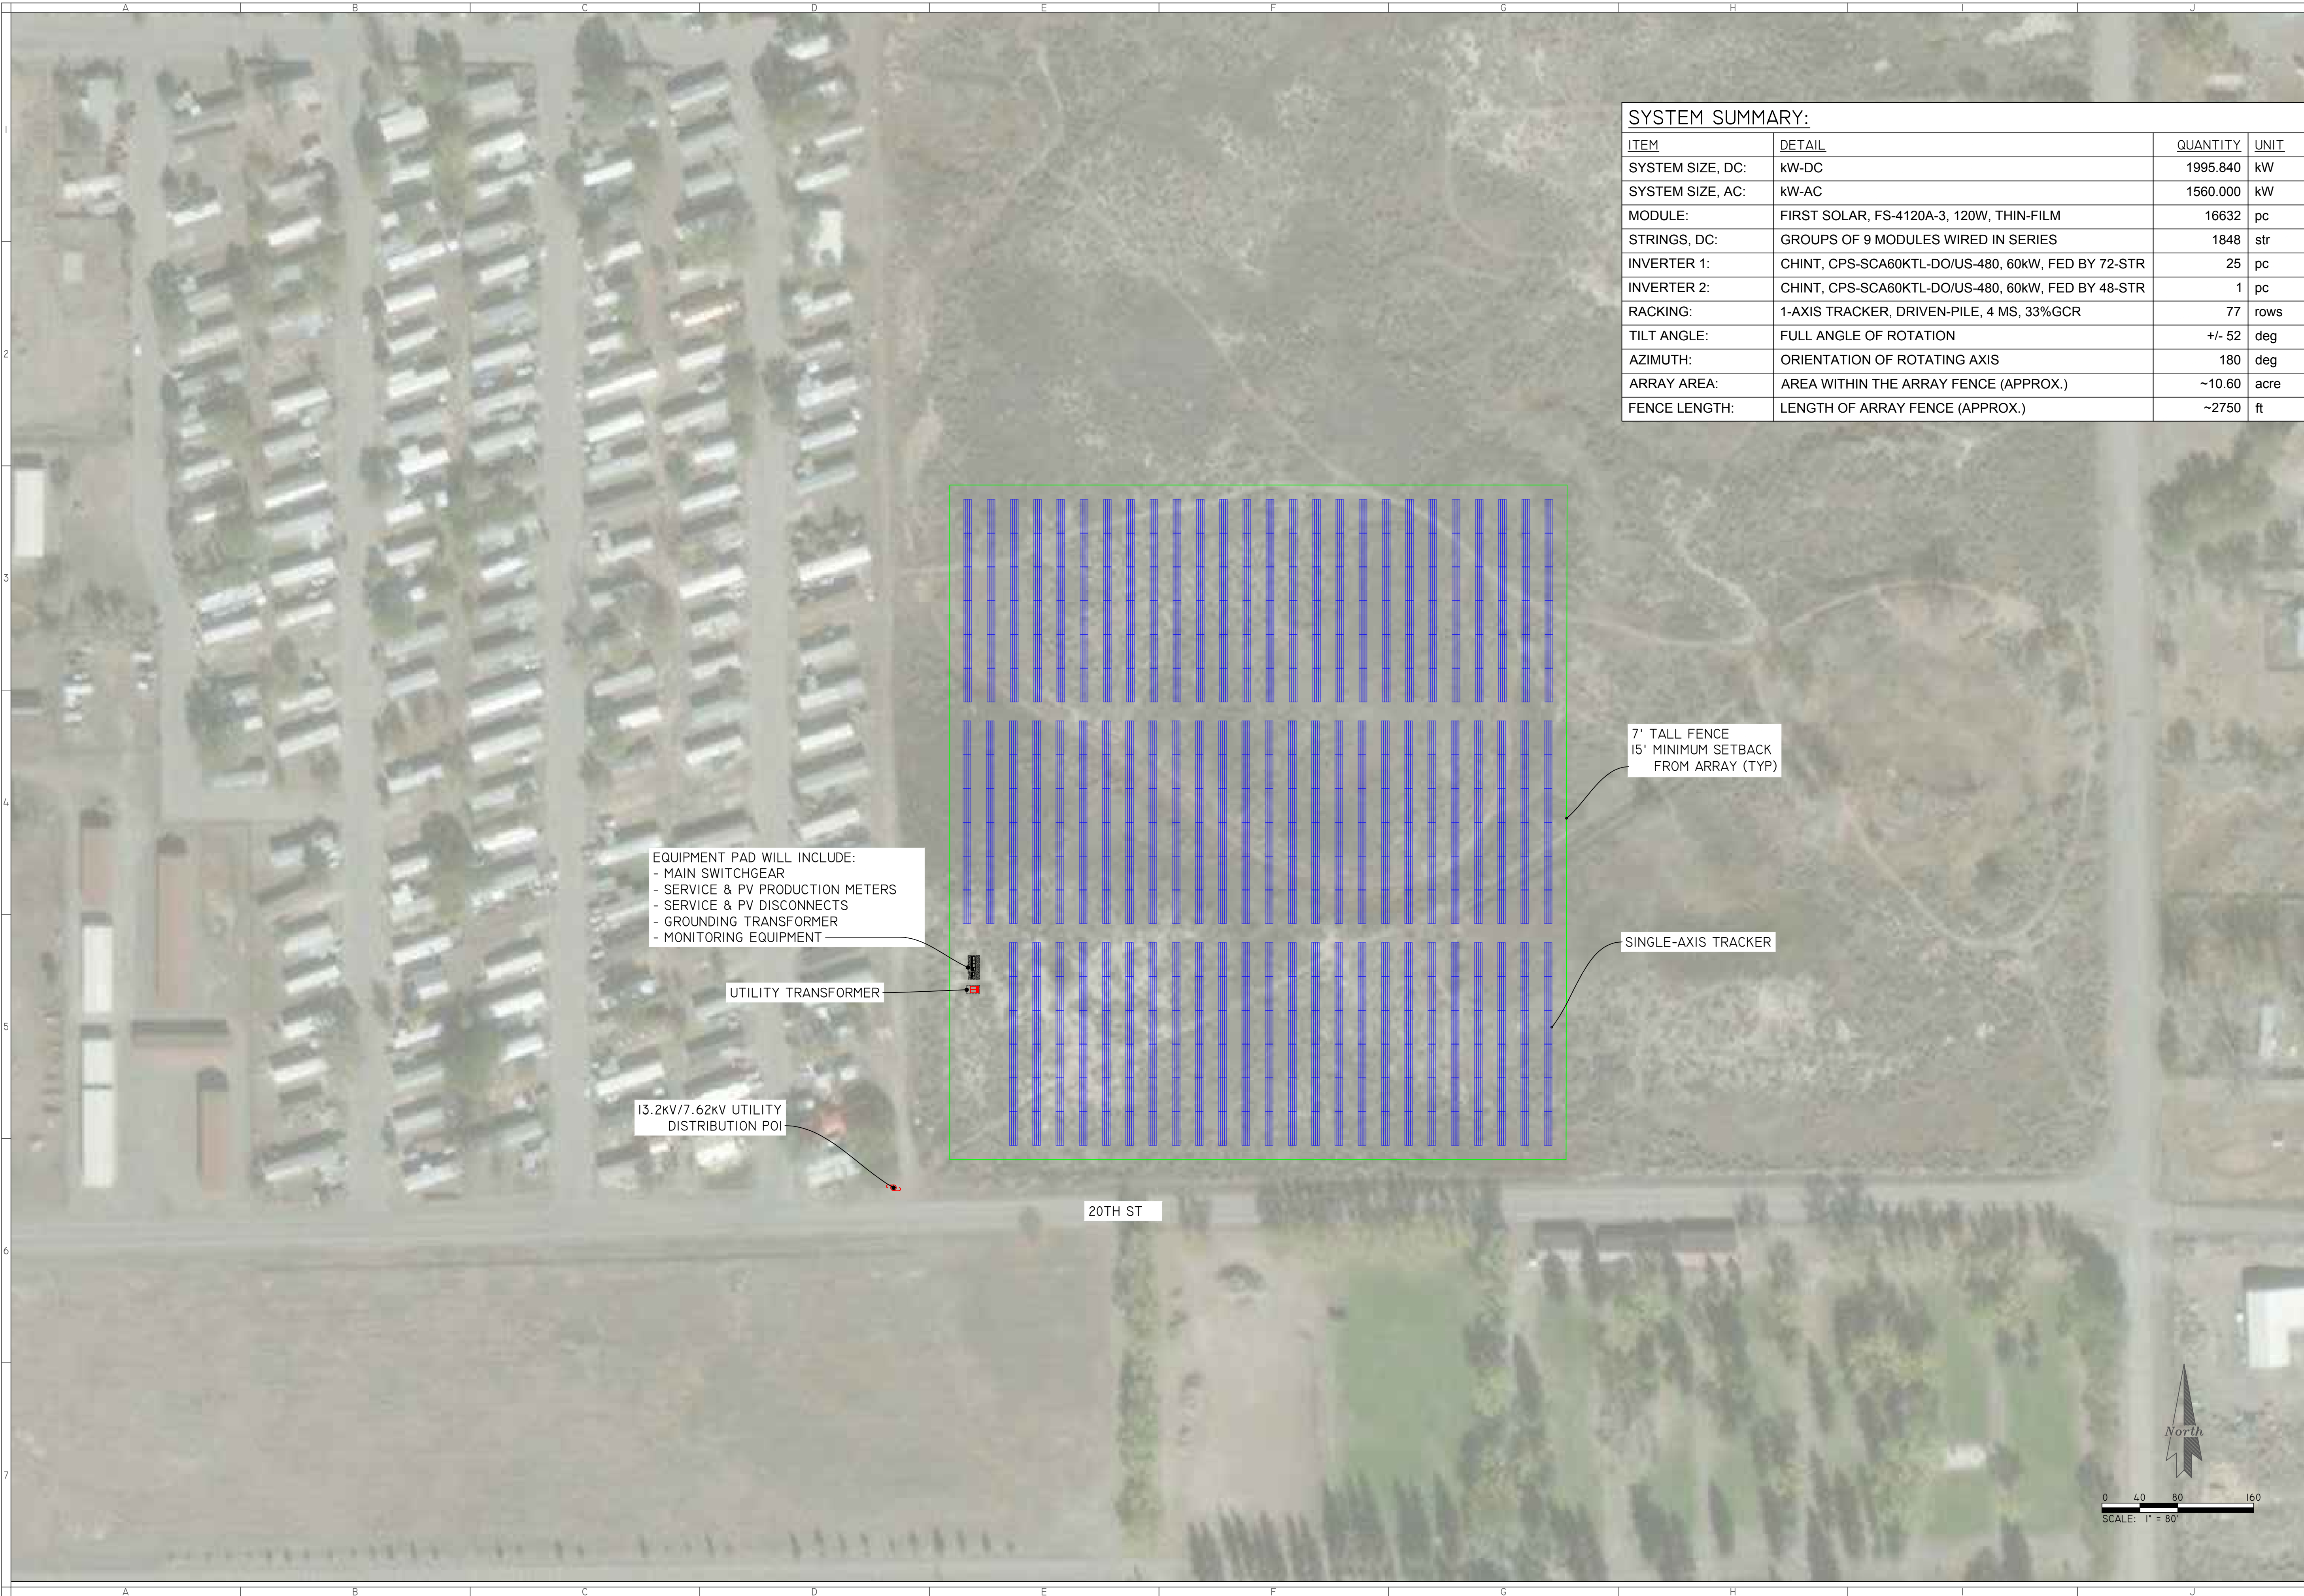 A B C D E F G H I J
SYSTEM SUMMARY:
ITEM DETAIL QUANTITY UNIT
SYSTEM SIZE, DC: kW-DC 1995.840 kW
SYSTEM SIZE, AC: kW-AC 1560.000 kW
MODULE: FIRST SOLAR, FS-4120A-3, 120W, THIN-FILM 16632 pc
STRINGS, DC: GROUPS OF 9 MODULES WIRED IN SERIES 1848 str
INVERTER 1: CHINT, CPS-SCA60KTL-DO/US-480, 60kW, FED BY 72-STR 25 pc
INVERTER 2: CHINT, CPS-SCA60KTL-DO/US-480, 60kW, FED BY 48-STR 1 pc
RACKING: 1-AXIS TRACKER, DRIVEN-PILE, 4 MS, 33%GCR 77 rows
TILT ANGLE: FULL ANGLE OF ROTATION +/- 52 deg
AZIMUTH: ORIENTATION OF ROTATING AXIS 180 deg
ARRAY AREA: AREA WITHIN THE ARRAY FENCE (APPROX.) ~10.60 acre
FENCE LENGTH: LENGTH OF ARRAY FENCE (APPROX.) ~2750 ft
1
2
3
4
5
6
7
7' TALL FENCE
15' MINIMUM SETBACK
FROM ARRAY (TYP)
EQUIPMENT PAD WILL INCLUDE:
- MAIN SWITCHGEAR
- SERVICE & PV PRODUCTION METERS
- SERVICE & PV DISCONNECTS
- GROUNDING TRANSFORMER
- MONITORING EQUIPMENT
SINGLE-AXIS TRACKER
UTILITY TRANSFORMER
13.2kV/7.62kV UTILITY
DISTRIBUTION POI
20TH ST
North
0 40 80 160
SCALE: 1" = 80'
A B C D E F G H I J